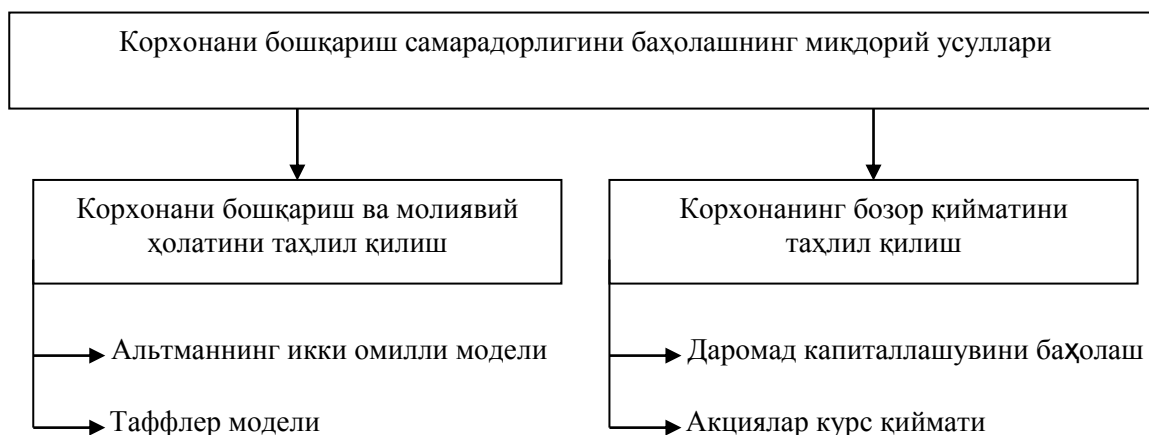 Корхонани бошқариш самарадорлигини баҳолашнинг миқдорий усуллари
Корхонани бошқариш ва молиявий
ҳолатини таҳлил қилиш
Альтманнинг икки омилли модели
Таффлер модели
Корхонанинг бозор қийматини
таҳлил қилиш
Даромад капиталлашувини баҳолаш
Акциялар курс қиймати